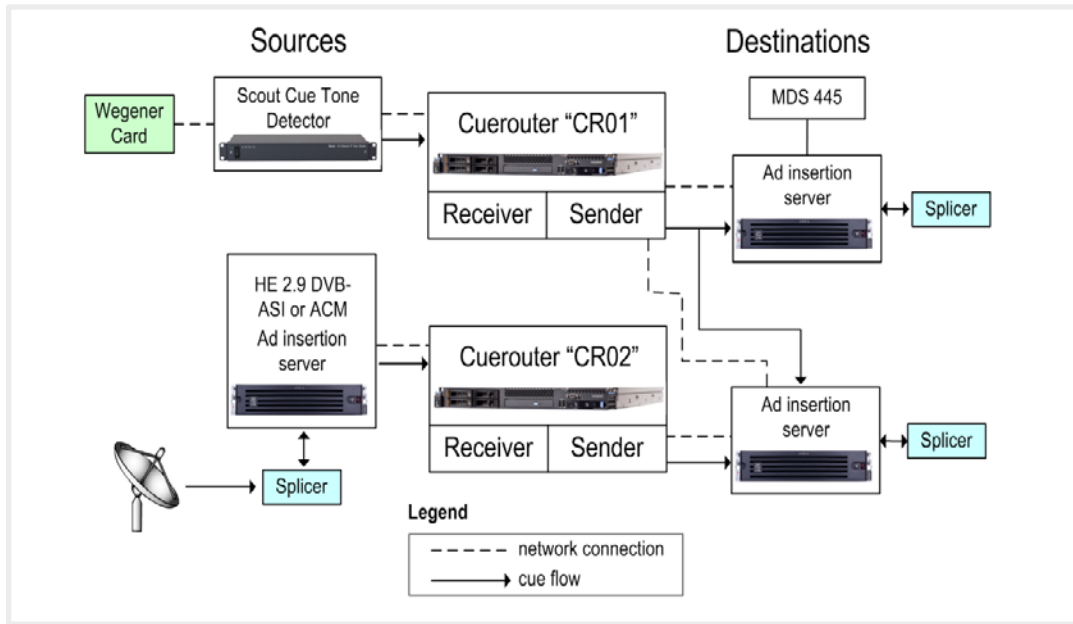 Sources
Destinations
Wegener
Card
Scout Cue Tone
Detector
Cuerouter “CR01”
Receiver
Sender
MDS 445
Ad insertion
server
Splicer
HE 2.9 DVB-
ASI or ACM
Ad insertion
server
Splicer
Cuerouter “CR02”
Receiver
Sender
Ad insertion
server
Splicer
Legend
network connection
cue flow